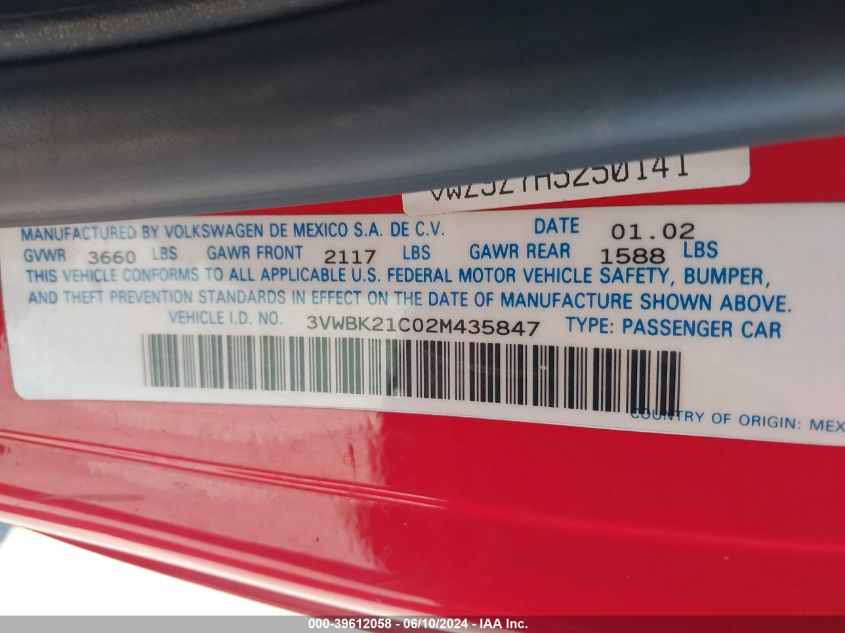 VWZ5Z7H5250141
MANUFACTURED BY VOLKSWAGEN DE MEXICO S.A. DE C.V. DATE 01.02
GVWR 3660 LBS GAWR FRONT 2117 LBS GAWR REAR 1588 LBS
THIS VEHICLE CONFORMS TO ALL APPLICABLE U.S. FEDERAL MOTOR VEHICLE SAFETY, BUMPER,
AND THEFT PREVENTION STANDARDS IN EFFECT ON THE DATE OF MANUFACTURE SHOWN ABOVE.
VEHICLE I.D. NO. 3VWBK21C02M435847 TYPE: PASSENGER CAR
COUNTRY OF ORIGIN: MEX
000-39612058 - 06/10/2024 - IAA Inc.